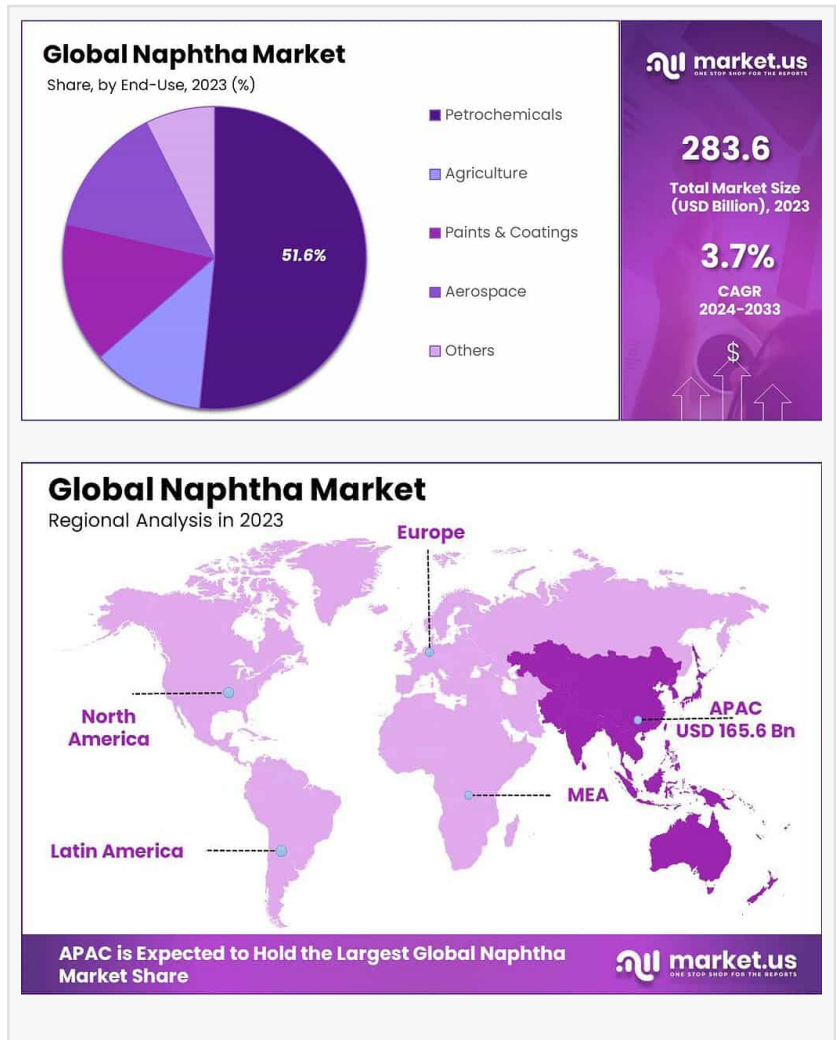 Global Naphtha Market
Share, by End-Use, 2023 (%)
51.6%
Petrochemicals
Agriculture
Paints & Coatings
Aerospace
Others
market.us
ONE STOP SHOP FOR THE REPORTS
283.6
Total Market Size
(USD Billion), 2023
3.7%
CAGR
2024-2033
$
Global Naphtha Market
Regional Analysis in 2023
Europe
North
America
APAC
USD 165.6 Bn
MEA
Latin America
APAC is Expected to Hold the Largest Global Naphtha
Market Share
market.us
ONE STOP SHOP FOR THE REPORTS